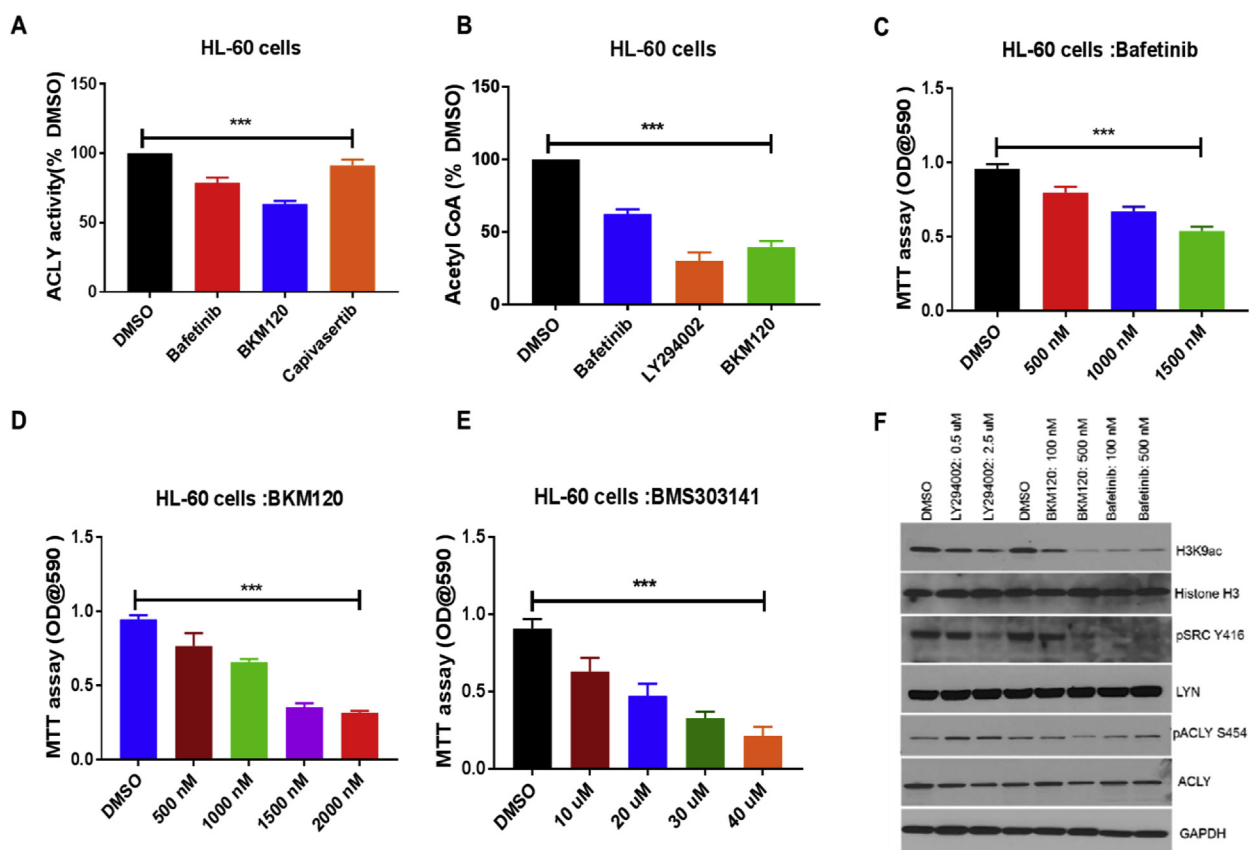 A
HL-60 cells
ACLY activity(% DMSO)
150
100
50
0
***
DMSO
Bafetinib
BKM120
Capivasertib
B
HL-60 cells
Acetyl CoA (% DMSO)
150
100
50
0
***
DMSO
Bafetinib
LY294002
BKM120
C
HL-60 cells :Bafetinib
MTT assay (OD@590 )
1.5
1.0
0.5
0.0
***
DMSO
500 nM
1000 nM
1500 nM
D
HL-60 cells :BKM120
MTT assay (OD@590 )
1.5
1.0
0.5
0.0
***
DMSO
500 nM
1000 nM
1500 nM
2000 nM
E
HL-60 cells :BMS303141
MTT assay (OD@590 )
1.5
1.0
0.5
0.0
***
DMSO
10 uM
20 uM
30 uM
40 uM
F
DMSO
LY294002: 0.5 uM
LY294002: 2.5 uM
DMSO
BKM120: 100 nM
BKM120: 500 nM
Bafetinib: 100 nM
Bafetinib: 500 nM
H3K9ac
Histone H3
pSRC Y416
LYN
pACLY S454
ACLY
GAPDH